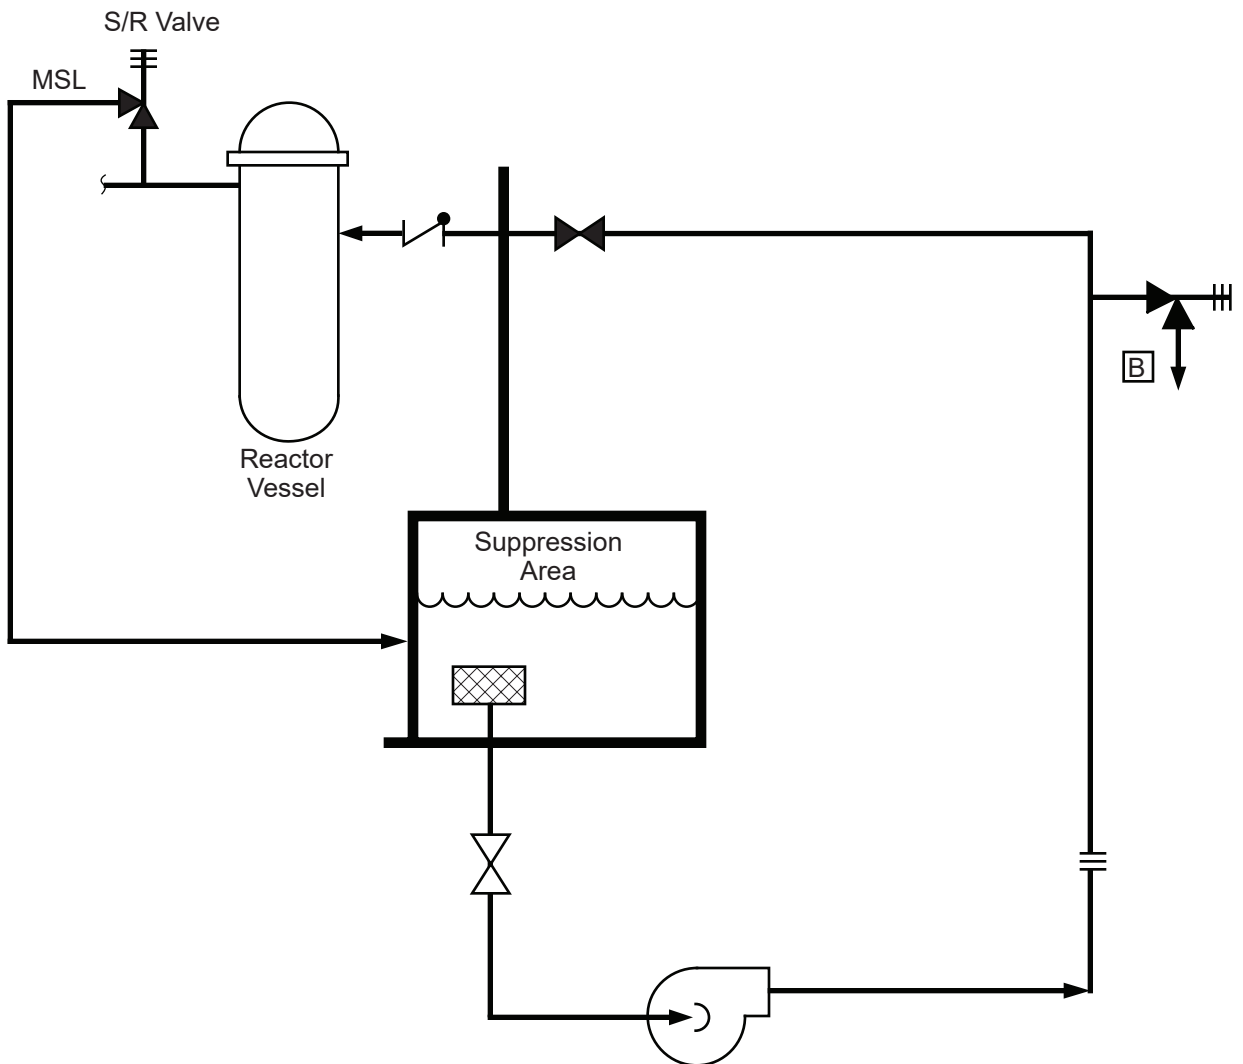 S/R Valve
MSL
B
Reactor
Vessel
Suppression
Area